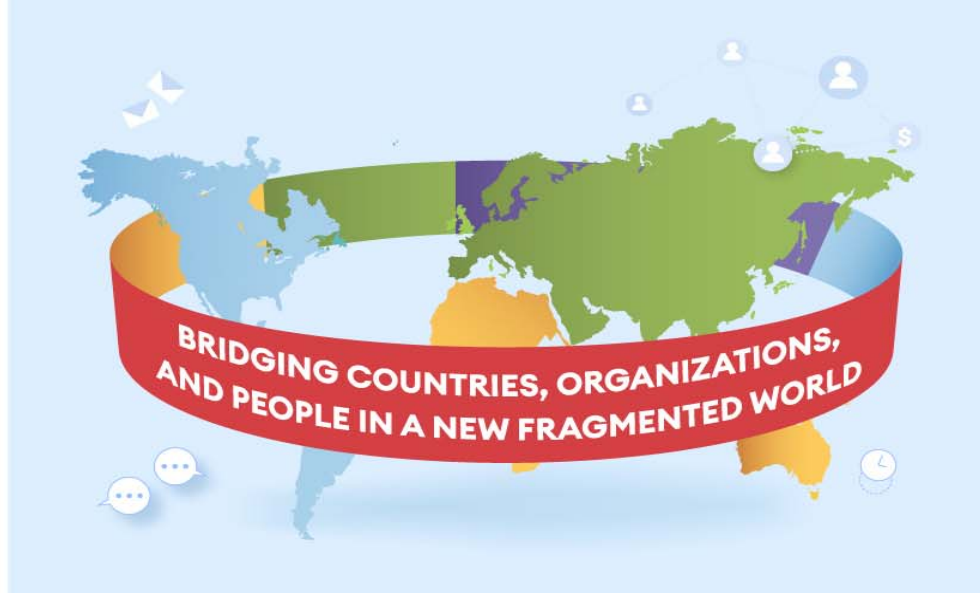 BRIDGING COUNTRIES, ORGANIZATIONS,
AND PEOPLE IN A NEW FRAGMENTED WORLD
$